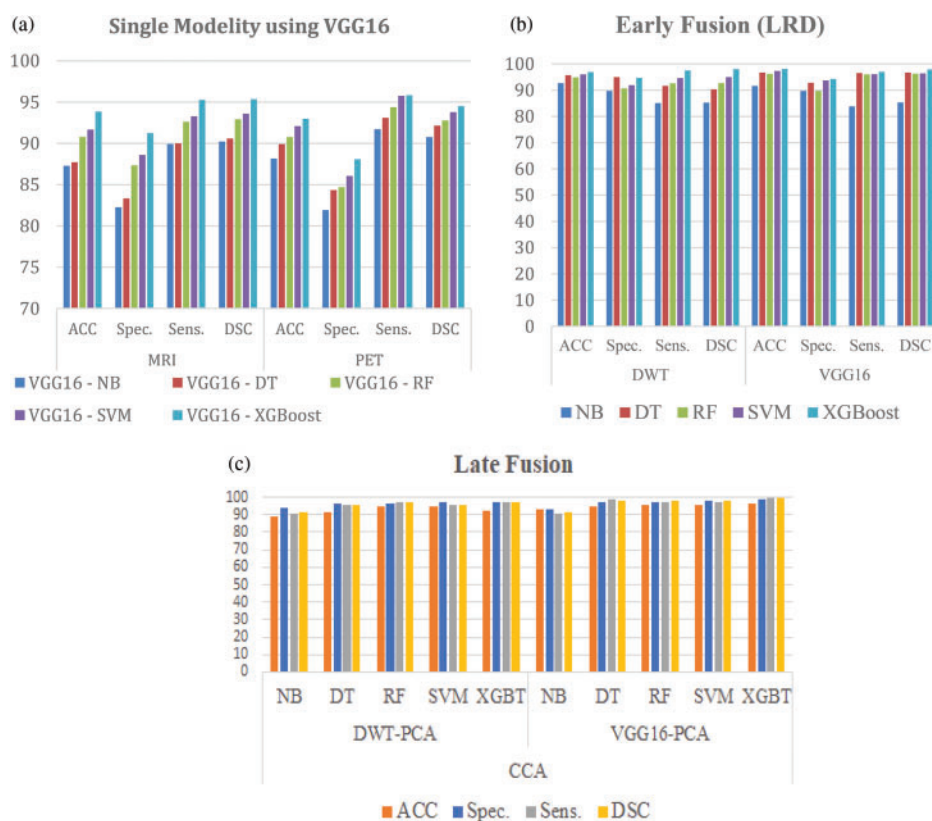 (a)
Single Modelity using VGG16
100
95
90
85
80
75
70
ACC Spec. Sens. DSC ACC Spec. Sens. DSC
MRI PET
VGG16 - NB VGG16 - DT VGG16 - RF
VGG16 - SVM VGG16 - XGBoost
(b)
Early Fusion (LRD)
100
90
80
70
60
50
40
30
20
10
0
ACC Spec. Sens. DSC ACC Spec. Sens. DSC
DWT VGG16
NB DT RF SVM XGBoost
(c)
Late Fusion
100
90
80
70
60
50
40
30
20
10
0
NB DT RF SVM XGBT NB DT RF SVM XGBT
DWT-PCA VGG16-PCA
CCA
ACC Spec. Sens. DSC